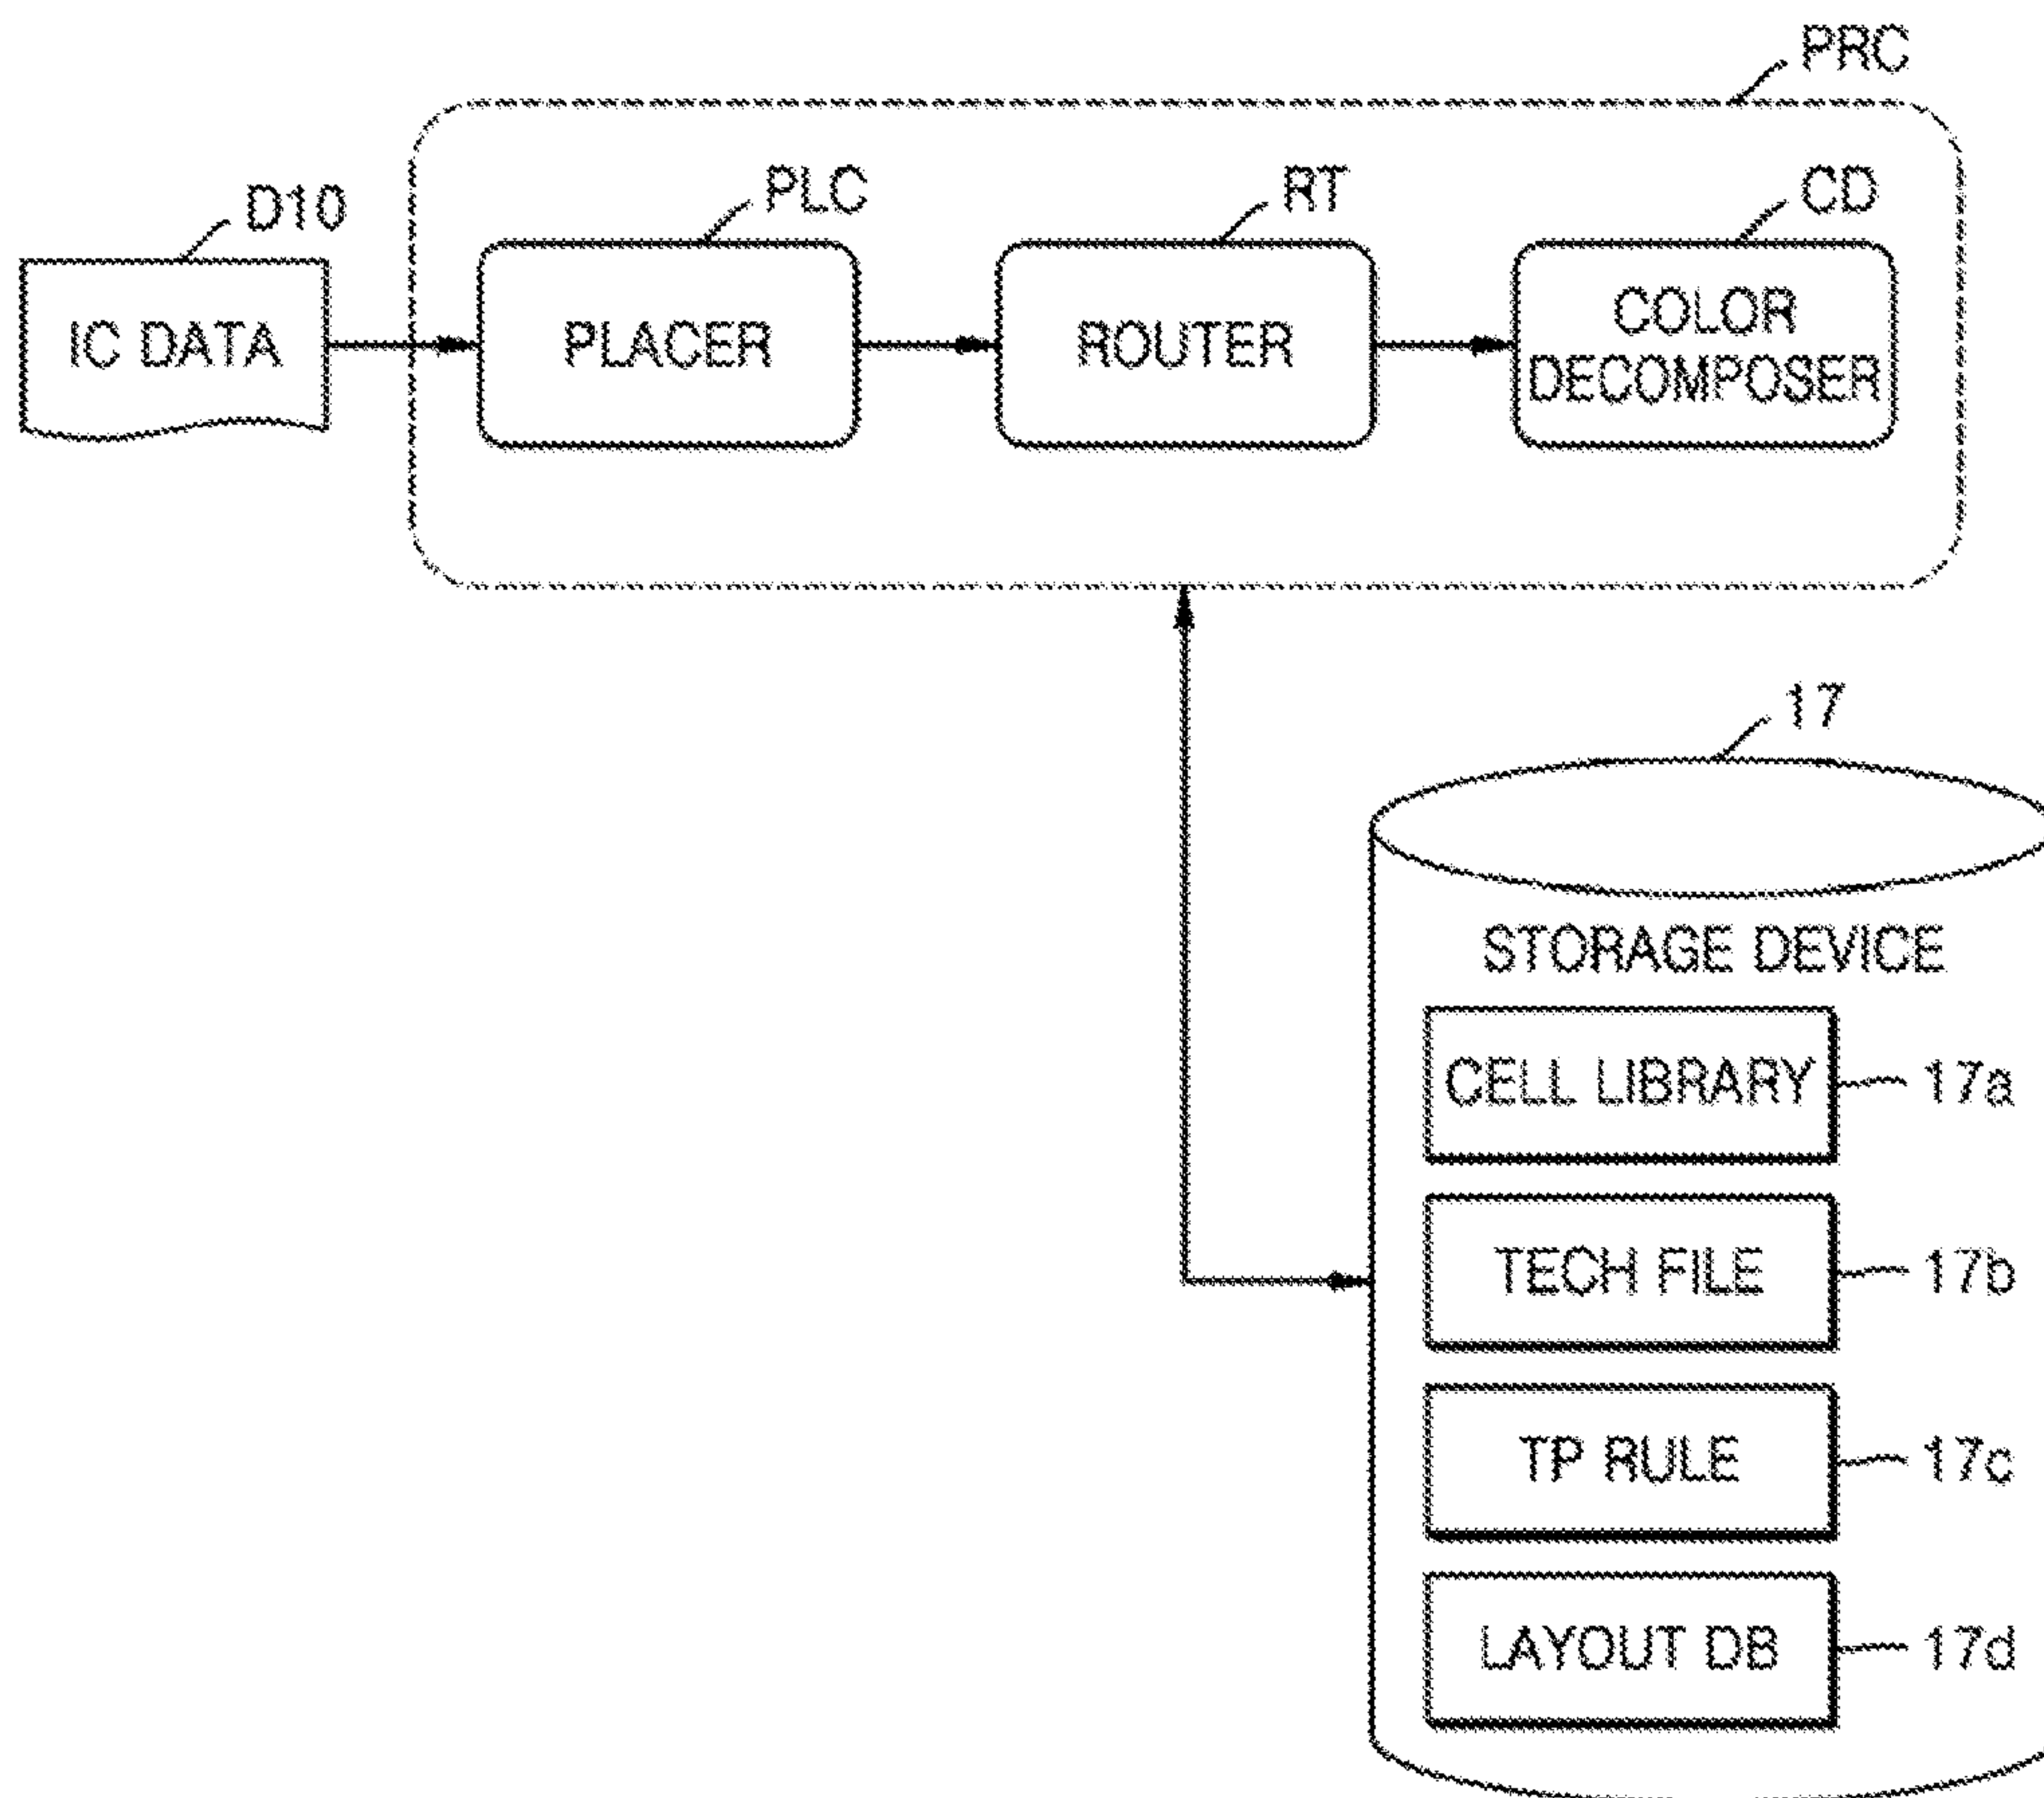 PRC
D10
PLC
RT
CD
IC DATA
PLACER
ROUTER
COLOR
DECOMPOSER
17
STORAGE DEVICE
CELL LIBRARY
17a
TECH FILE
17b
TP RULE
17c
LAYOUT DB
17d